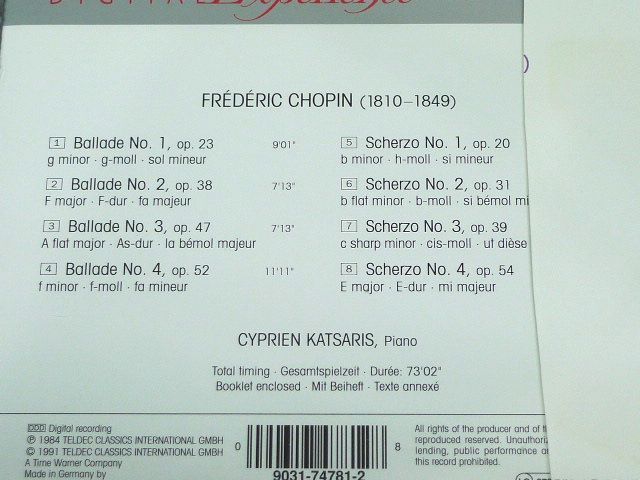 DIGITAL Experience
FRÉDÉRIC CHOPIN (1810–1849)
1 Ballade No. 1, op. 23 9'01"
g minor · g-moll · sol mineur
2 Ballade No. 2, op. 38 7'13"
F major · F-dur · fa majeur
3 Ballade No. 3, op. 47 7'13"
A flat major · As-dur · la bémol majeur
4 Ballade No. 4, op. 52 11'11"
f minor · f-moll · fa mineur
5 Scherzo No. 1, op. 20
b minor · h-moll · si mineur
6 Scherzo No. 2, op. 31
b flat minor · b-moll · si bémol mi
7 Scherzo No. 3, op. 39
c sharp minor · cis-moll · ut dièse
8 Scherzo No. 4, op. 54
E major · E-dur · mi majeur
CYPRIEN KATSARIS, Piano
Total timing · Gesamtspielzeit · Durée: 73'02"
Booklet enclosed · Mit Beiheft · Texte annexé
DDD Digital recording
℗ 1984 TELDEC CLASSICS INTERNATIONAL GMBH
© 1991 TELDEC CLASSICS INTERNATIONAL GMBH
A Time Warner Company
Made in Germany by
0 8
9031-74781-2
All rights of the producer and of
reproduced reserved. Unauthoriz
lending, public performance a
this record prohibited.